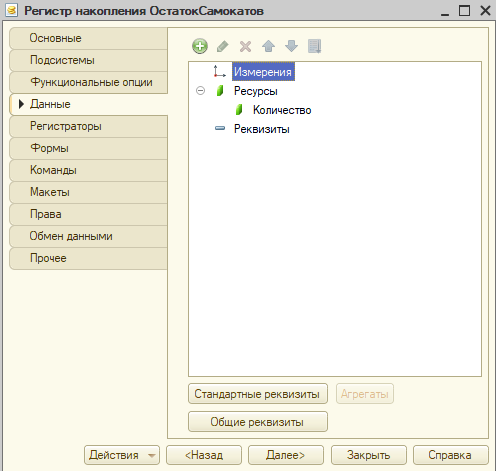 Регистр накопления ОстатокСамокатов
Основные
Подсистемы
Функциональные опции
Данные
Регистраторы
Формы
Команды
Макеты
Права
Обмен данными
Прочее
Измерения
Ресурсы
Количество
Реквизиты
Стандартные реквизиты
Агрегаты
Общие реквизиты
Действия
<Назад
Далее>
Закрыть
Справка